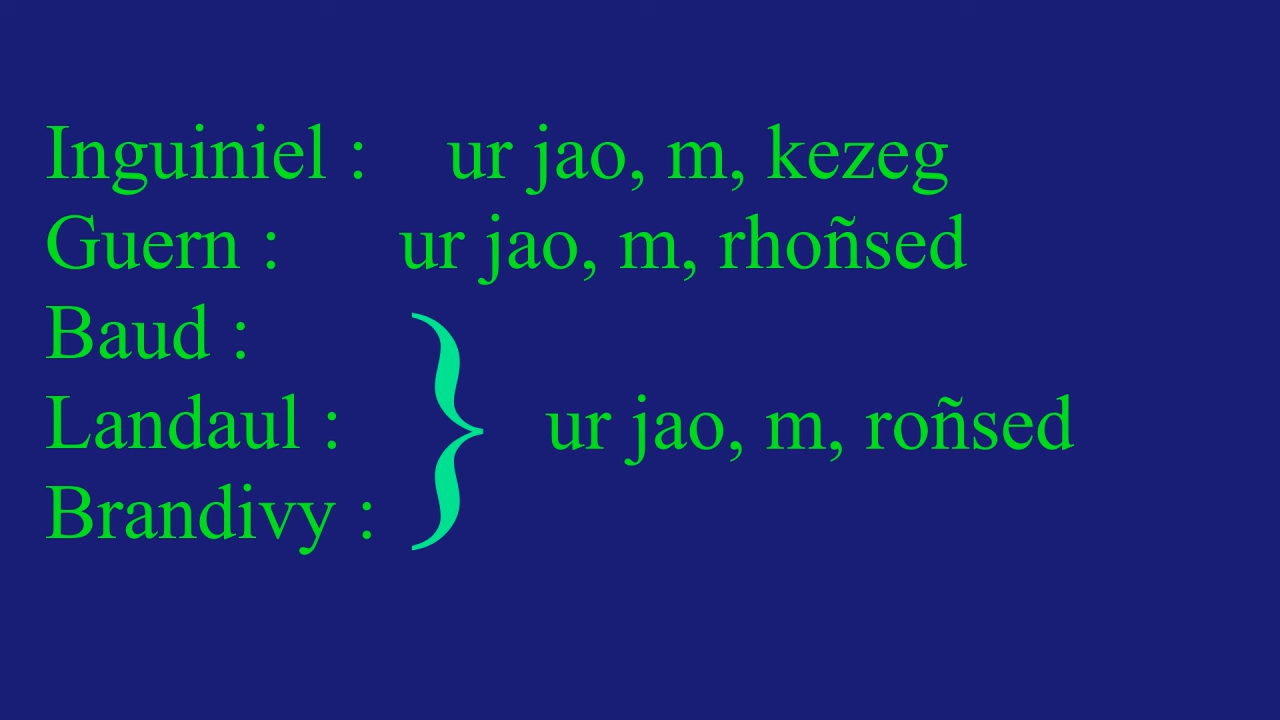 Inguiniel : ur jao, m, kezeg
Guern : ur jao, m, rhoñsed
Baud :
Landaul : ur jao, m, roñsed
Brandivy :